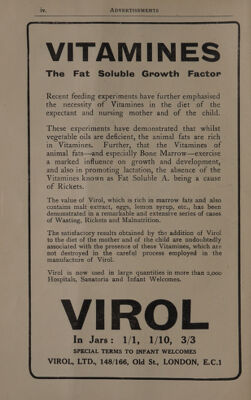 iv. ADVERTISEMENTS
VITAMINES
The Fat Soluble Growth Factor
Recent feeding experiments have further emphasised
the necessity of Vitamines in the diet of the
expectant and nursing mother and of the child.
These experiments have demonstrated that whilst
vegetable oils are deficient, the animal fats are rich
in Vitamines. Further, that the Vitamines of
animal fats—and especially Bone Marrow—exercise
a marked influence on growth and development,
and also in promoting lactation, the absence of the
Vitamines known as Fat Soluble A. being a cause
of Rickets.
The value of Virol, which is rich in marrow fats and also
contains malt extract, eggs, lemon syrup, etc., has been
demonstrated in a remarkable and extensive series of cases
of Wasting, Rickets and Malnutrition.
The satisfactory results obtained by the addition of Virol
to the diet of the mother and of the child are undoubtedly
associated with the presence of these Vitamines, which are
not destroyed in the careful process employed in the
manufacture of Virol.
Virol is now used in large quantities in more than 2,000
Hospitals, Sanatoria and Infant Welcomes.
VIROL
In Jars: 1/1, 1/10, 3/3
SPECIAL TERMS TO INFANT WELCOMES
VIROL, LTD., 148/166, Old St., LONDON, E.C.1